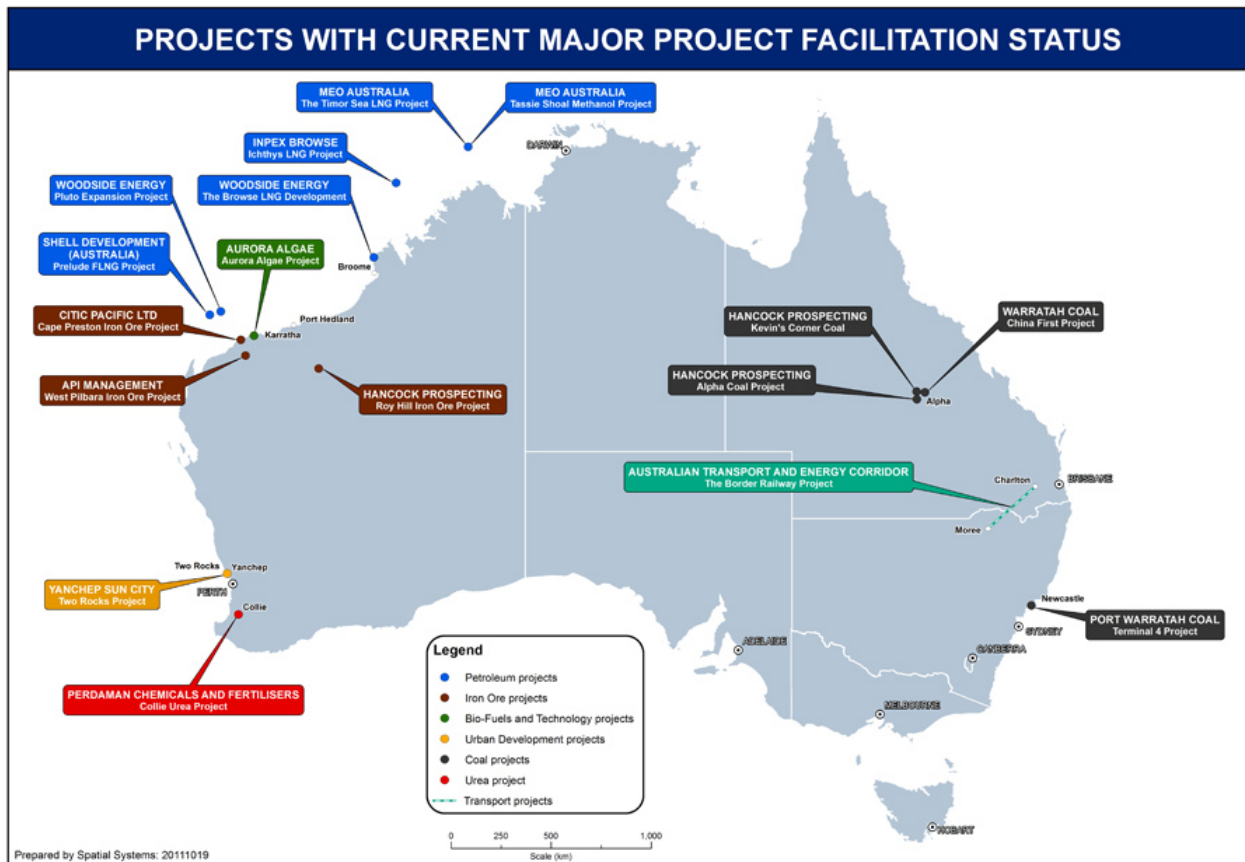 PROJECTS WITH CURRENT MAJOR PROJECT FACILITATION STATUS
MEO AUSTRALIA
The Timor Sea LNG Project
MEO AUSTRALIA
Tassie Shoal Methanol Project
INPEX BROWSE
Ichthys LNG Project
DARWIN
WOODSIDE ENERGY
Pluto Expansion Project
WOODSIDE ENERGY
The Browse LNG Development
SHELL DEVELOPMENT
(AUSTRALIA)
Prelude FLNG Project
AURORA ALGAE
Aurora Algae Project
Broome
CITIC PACIFIC LTD
Cape Preston Iron Ore Project
Port Hedland
Karratha
HANCOCK PROSPECTING
Kevin's Corner Coal
WARRATAH COAL
China First Project
API MANAGEMENT
West Pilbara Iron Ore Project
HANCOCK PROSPECTING
Roy Hill Iron Ore Project
HANCOCK PROSPECTING
Alpha Coal Project
Alpha
AUSTRALIAN TRANSPORT AND ENERGY CORRIDOR
The Border Railway Project
Charlton
BRISBANE
Moree
Two Rocks
Yanchep
YANCHEP SUN CITY
Two Rocks Project
PERTH
Collie
Newcastle
PORT WARRATAH COAL
Terminal 4 Project
SYDNEY
ADELAIDE
CANBERRA
PERDAMAN CHEMICALS AND FERTILISERS
Collie Urea Project
MELBOURNE
HOBART
Legend
Petroleum projects
Iron Ore projects
Bio-Fuels and Technology projects
Urban Development projects
Coal projects
Urea project
Transport projects
0 250 500 1,000
Scale (km)
Prepared by Spatial Systems: 20111019